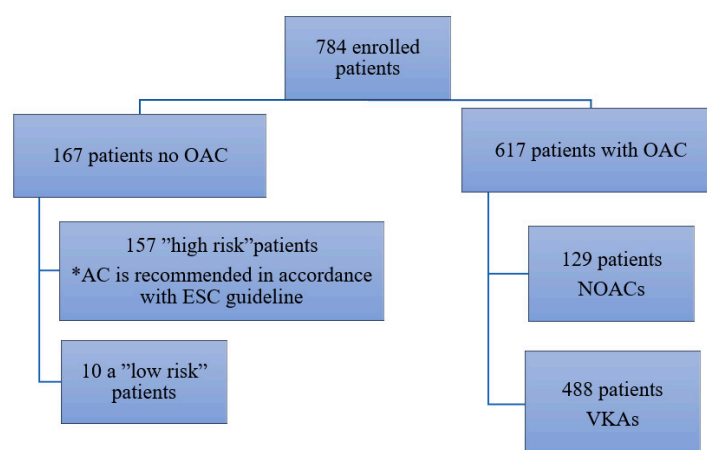 784 enrolled
patients
167 patients no OAC
617 patients with OAC
157 ”high risk”patients
*AC is recommended in accordance
with ESC guideline
129 patients
NOACs
10 a ”low risk”
patients
488 patients
VKAs